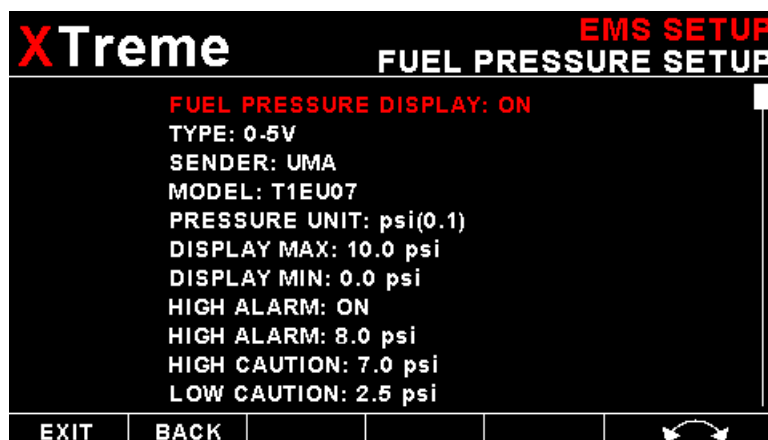 XTreme
EMS SETUP
FUEL PRESSURE SETUP
FUEL PRESSURE DISPLAY: ON
TYPE: 0-5V
SENDER: UMA
MODEL: T1EU07
PRESSURE UNIT: psi(0.1)
DISPLAY MAX: 10.0 psi
DISPLAY MIN: 0.0 psi
HIGH ALARM: ON
HIGH ALARM: 8.0 psi
HIGH CAUTION: 7.0 psi
LOW CAUTION: 2.5 psi
EXIT BACK